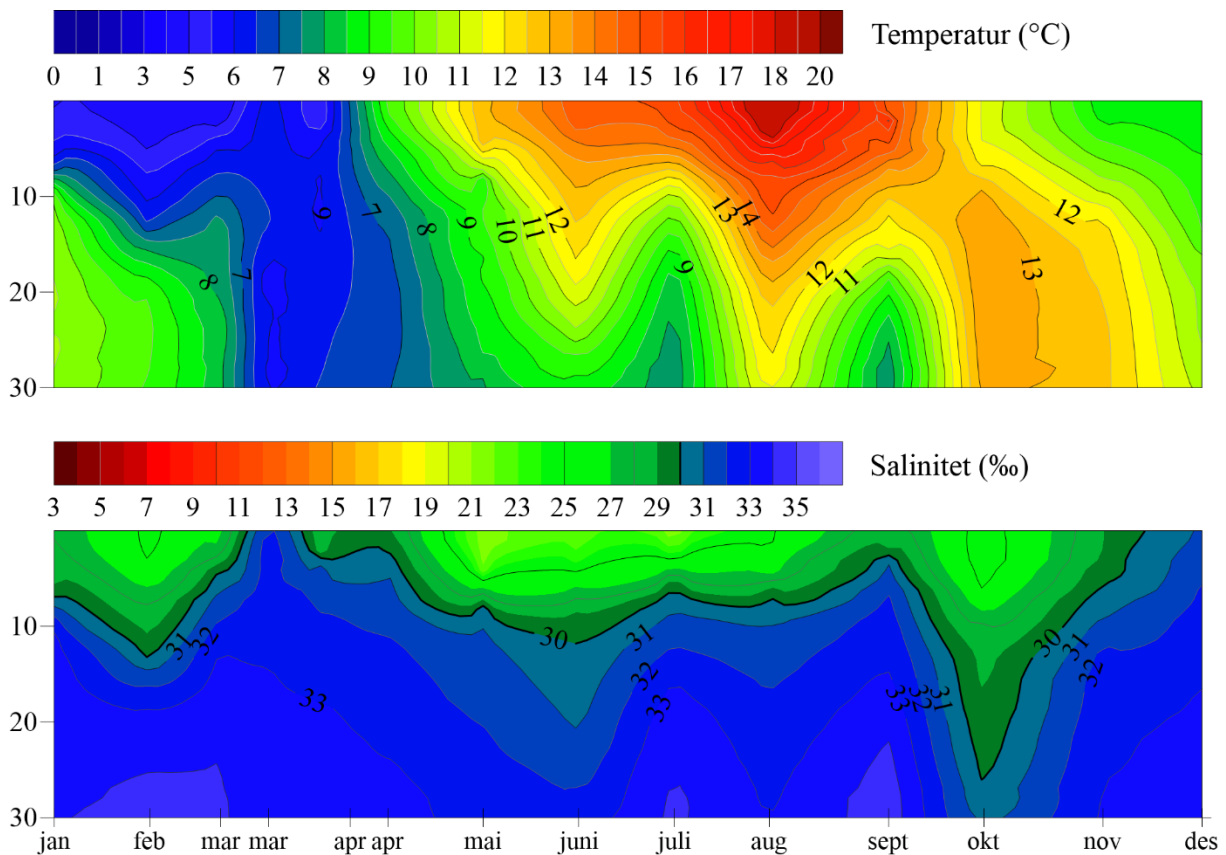 Temperatur (°C)
0 1 3 5 7 8 9 10 11 12 13 14 15 16 17 18 20
10
20
30
8 7 6 7 8 9 10 11 12 9 13 14 12 11 13 12
Salinitet (‰)
3 5 7 9 11 13 15 17 19 21 23 25 27 29 31 33 35
10
20
30
31 32 33 30 31 32 33 33 32 31 30 31 32
jan feb mar mar apr apr mai juni juli aug sept okt nov des